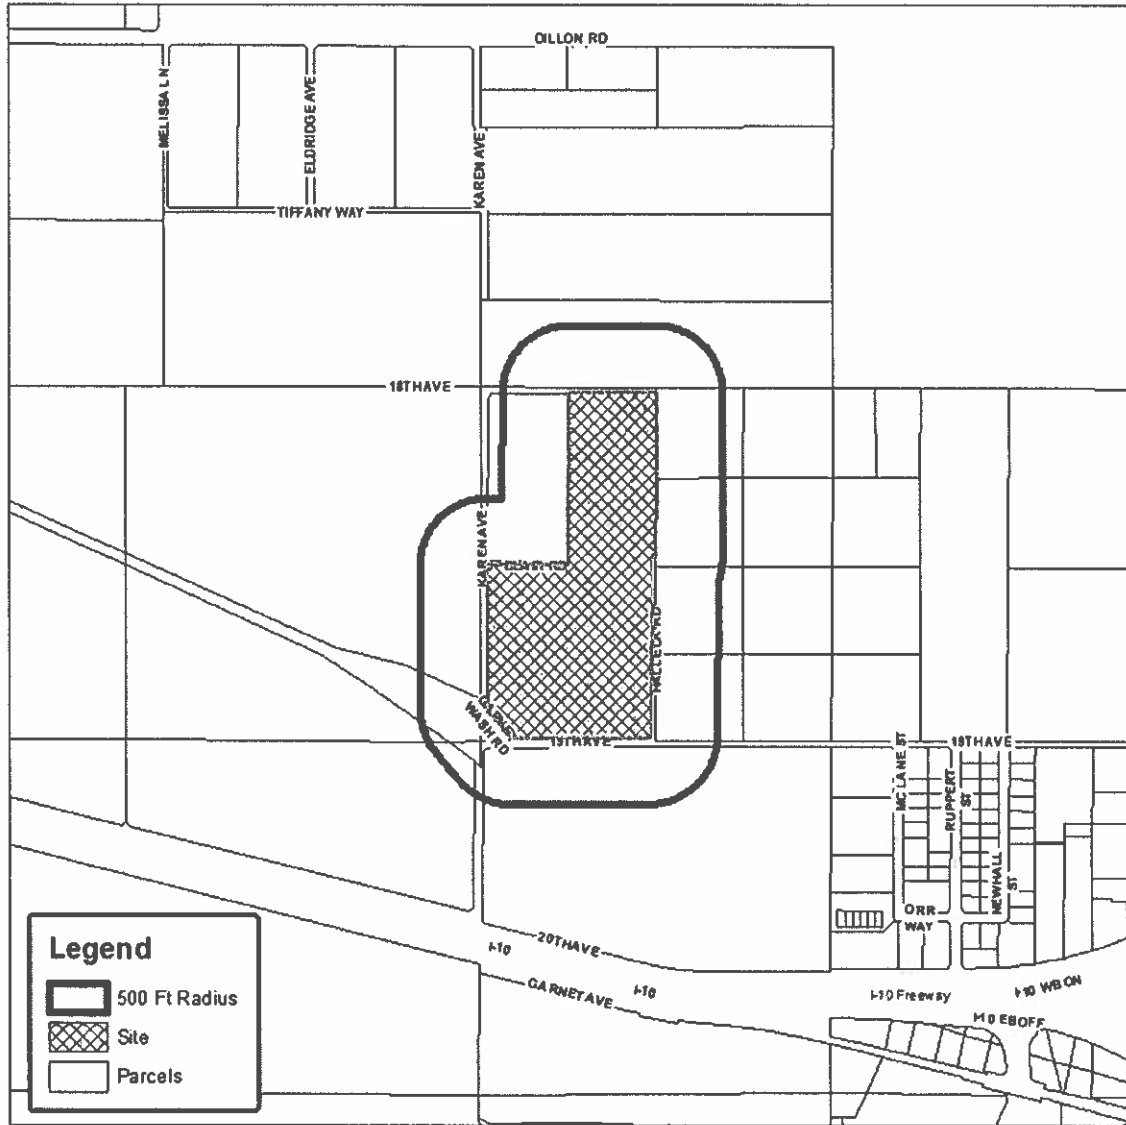 DILLON RD
MELISSA LN
ELDRIDGE AVE
KAREN AVE
TIFFANY WAY
18TH AVE
KAREN AVE
WASH RD
19TH AVE
19TH AVE
MC LANE ST
RUPPERT
ST
NEWHALL
ST
ORR
WAY
20TH AVE
I-10
GARNET AVE
I-10
I-10 Freeway
I-10 WB ON
I-10 EB OFF
Legend
500 Ft Radius
Site
Parcels